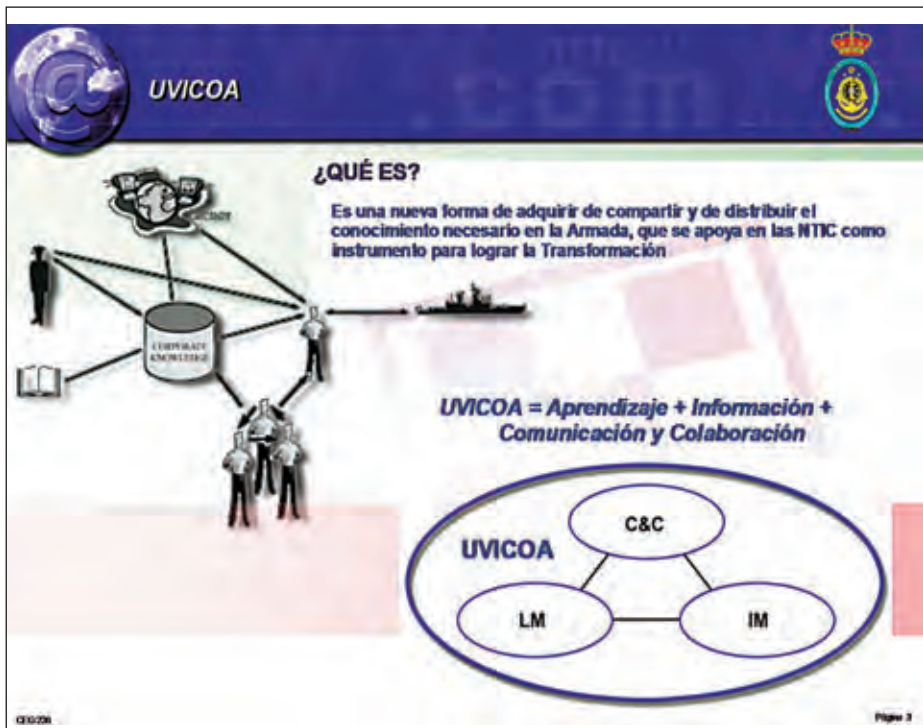 UVICOA
¿QUÉ ES?
Es una nueva forma de adquirir de compartir y de distribuir el
conocimiento necesario en la Armada, que se apoya en las NTIC como
instrumento para lograr la Transformación
CORPORATE
KNOWLEDGE
UVICOA = Aprendizaje + Información +
Comunicación y Colaboración
C&C
UVICOA
LM
IM
Página